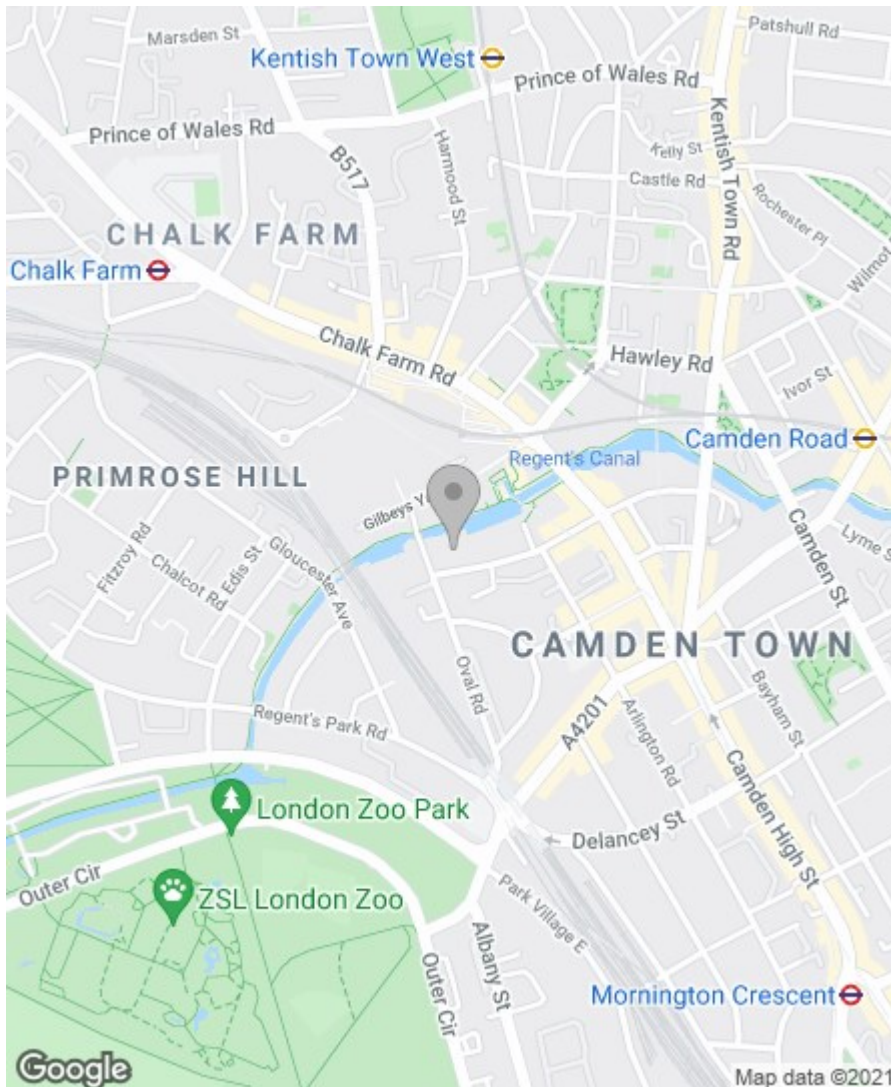 Marsden St
Patshull Rd
Kentish Town West
Prince of Wales Rd
Prince of Wales Rd
Kentish Town Rd
B517
Harmood St
Kelly St
Castle Rd
Rochester Pl
Wilmot
CHALK FARM
Chalk Farm
Chalk Farm Rd
Hawley Rd
Ivor St
Camden Road
Regent's Canal
PRIMROSE HILL
Gilbeys
Fitzroy Rd
Chalcot Rd
Edis St
Gloucester Ave
Camden St
Lyme S
CAMDEN TOWN
Oval Rd
Regent's Park Rd
A4201
Arlington Rd
Bayham St
Camden High St
London Zoo Park
Delancey St
Outer Cir
ZSL London Zoo
Park Village E
Albany St
Outer Cir
Mornington Crescent
Google
Map data ©2021